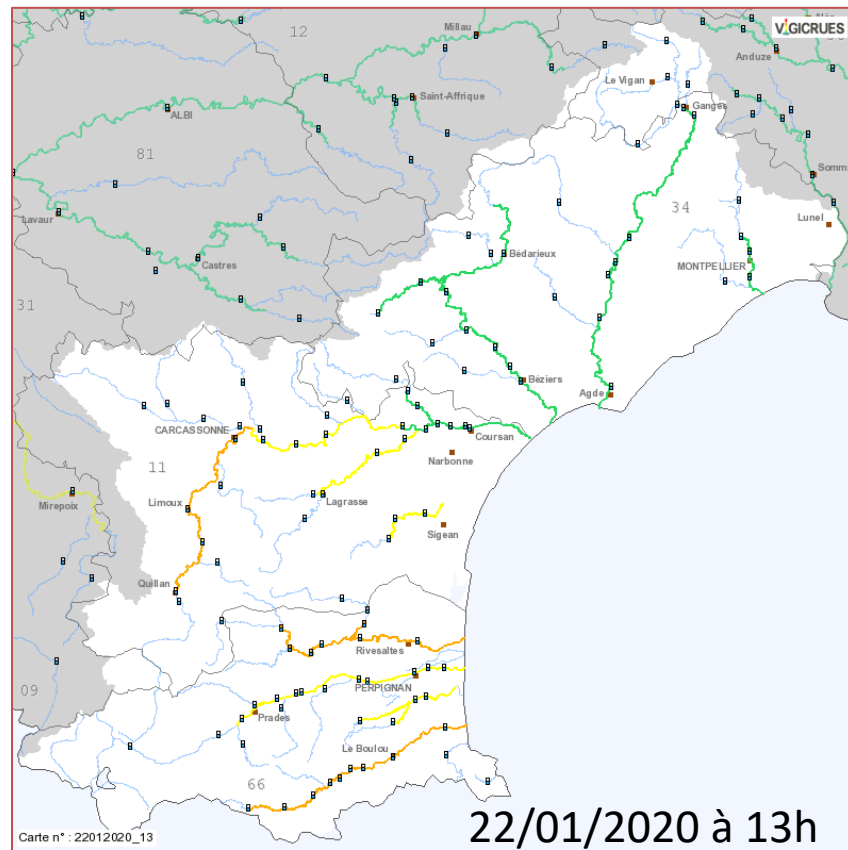 12
Millau
VIGICRUES
Anduze
Le Vigan
Saint-Affrique
Ganges
ALBI
81
Somm
34
Lunel
Lavaur
Bédarieux
Castres
MONTPELLIER
31
Béziers
Agde
CARCASSONNE
Coursan
Narbonne
11
Lagrasse
Limoux
Mirepoix
Sigean
Quillan
Rivesaltes
PERPIGNAN
09
Prades
Le Boulou
66
Carte n° : 22012020_13
22/01/2020 à 13h